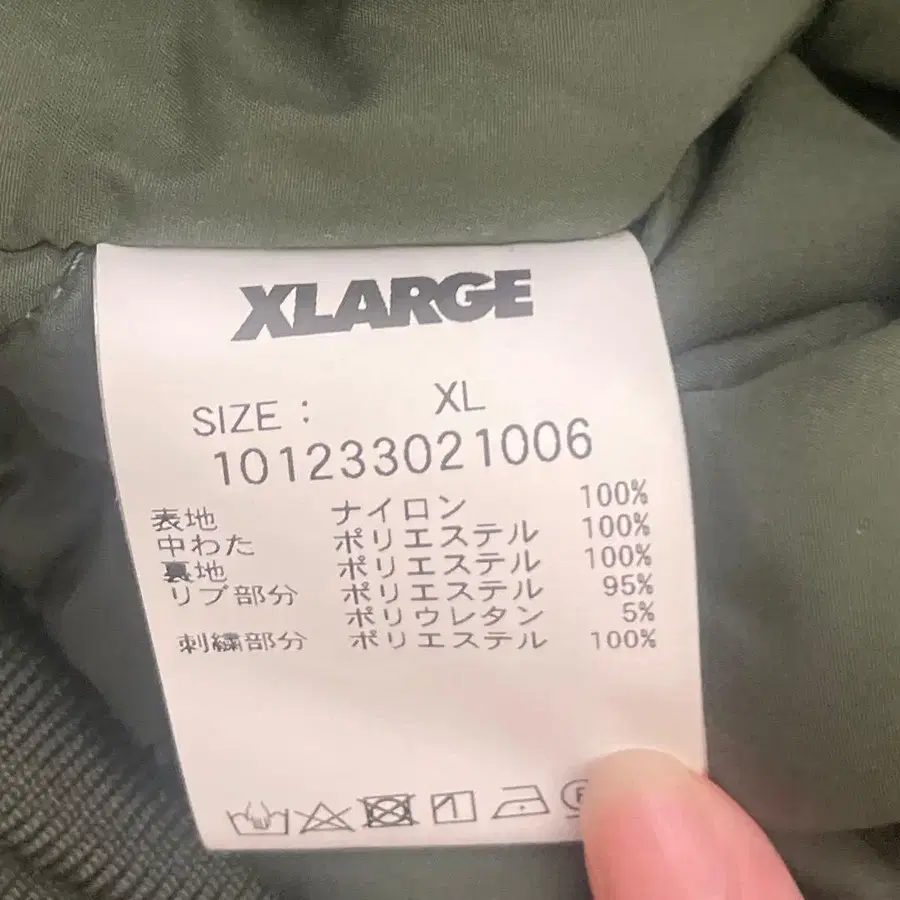 XLARGE
SIZE : XL
101233021006
表地 ナイロン 100%
中わた ポリエステル 100%
裏地 ポリエステル 100%
リブ部分 ポリエステル 95%
ポリウレタン 5%
刺繍部分 ポリエステル 100%